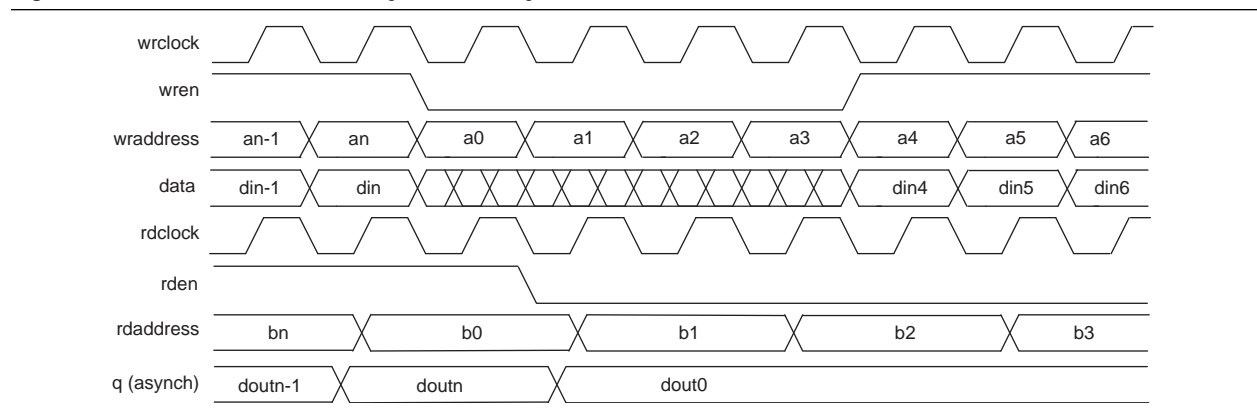 wrclock
wren
wraddress an-1 an a0 a1 a2 a3 a4 a5 a6
data din-1 din din4 din5 din6
rdclock
rden
rdaddress bn b0 b1 b2 b3
q (asynch) doutn-1 doutn dout0